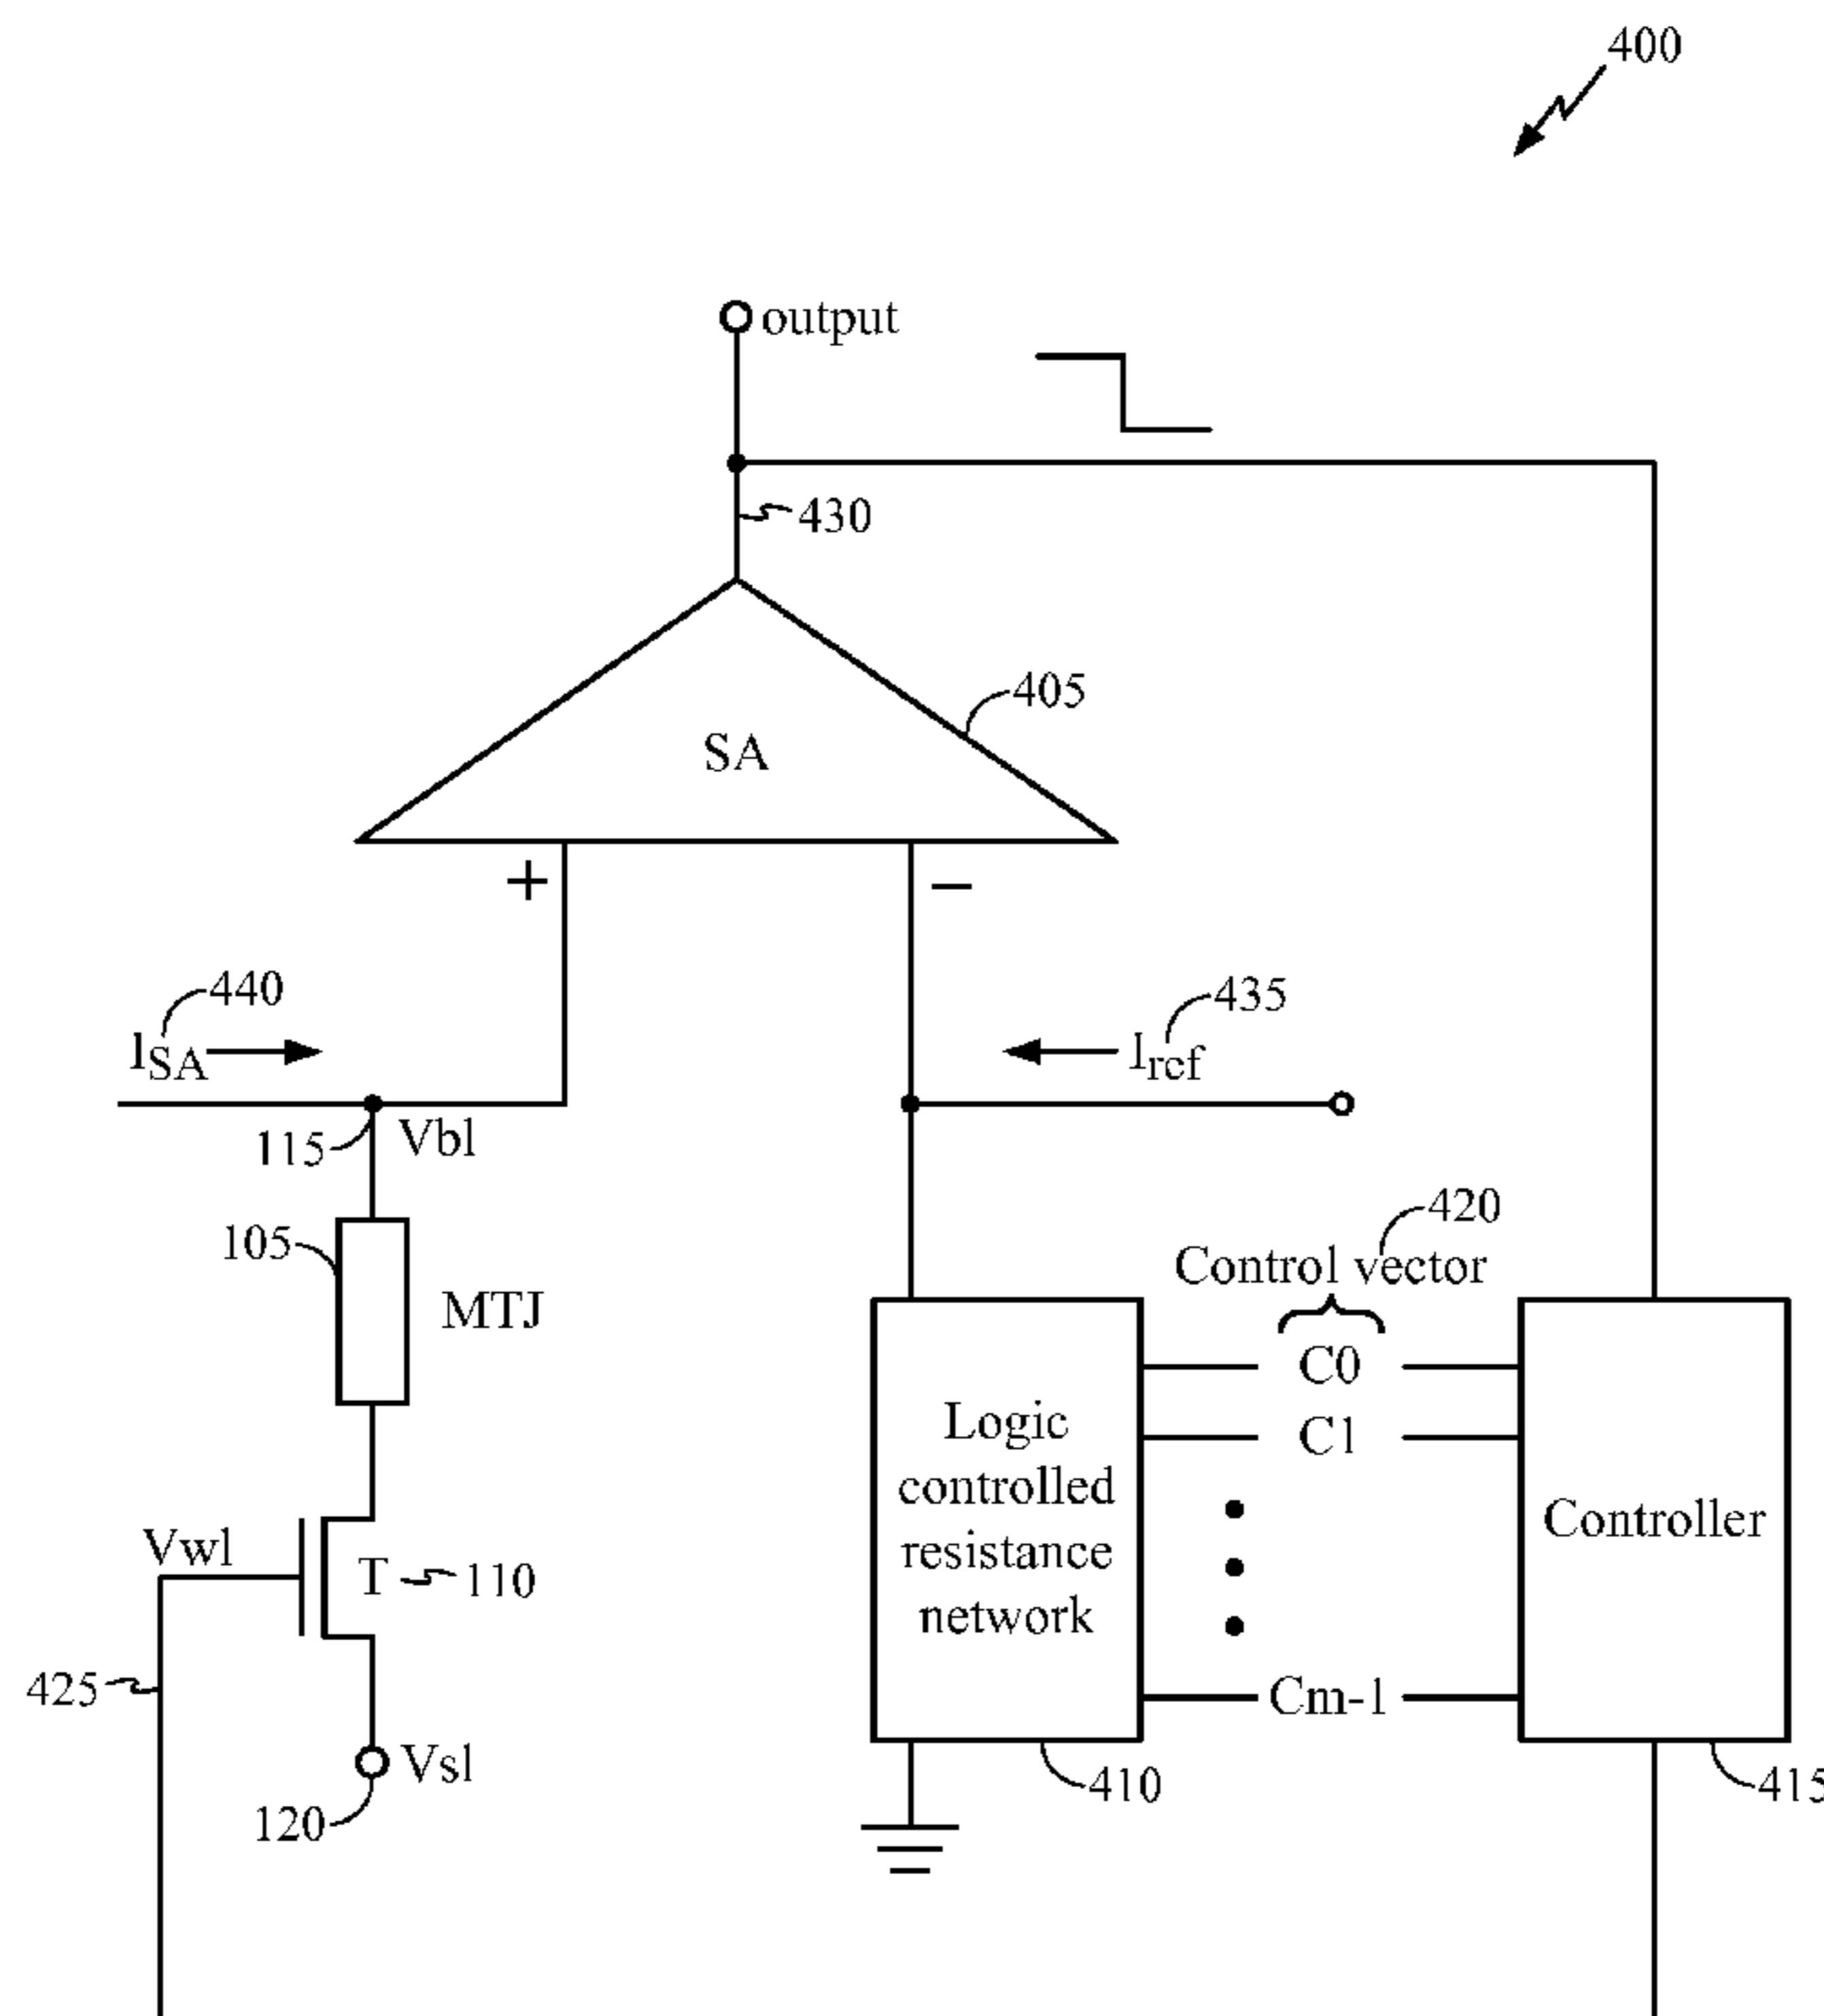 400
output
430
405
SA
+
−
440
435
ISA
Iref
115
Vbl
420
Control vector
105
MTJ
C0
C1
Logic
controlled
resistance
network
Controller
Vwl
T
110
425
Cm-1
Vsl
120
410
415